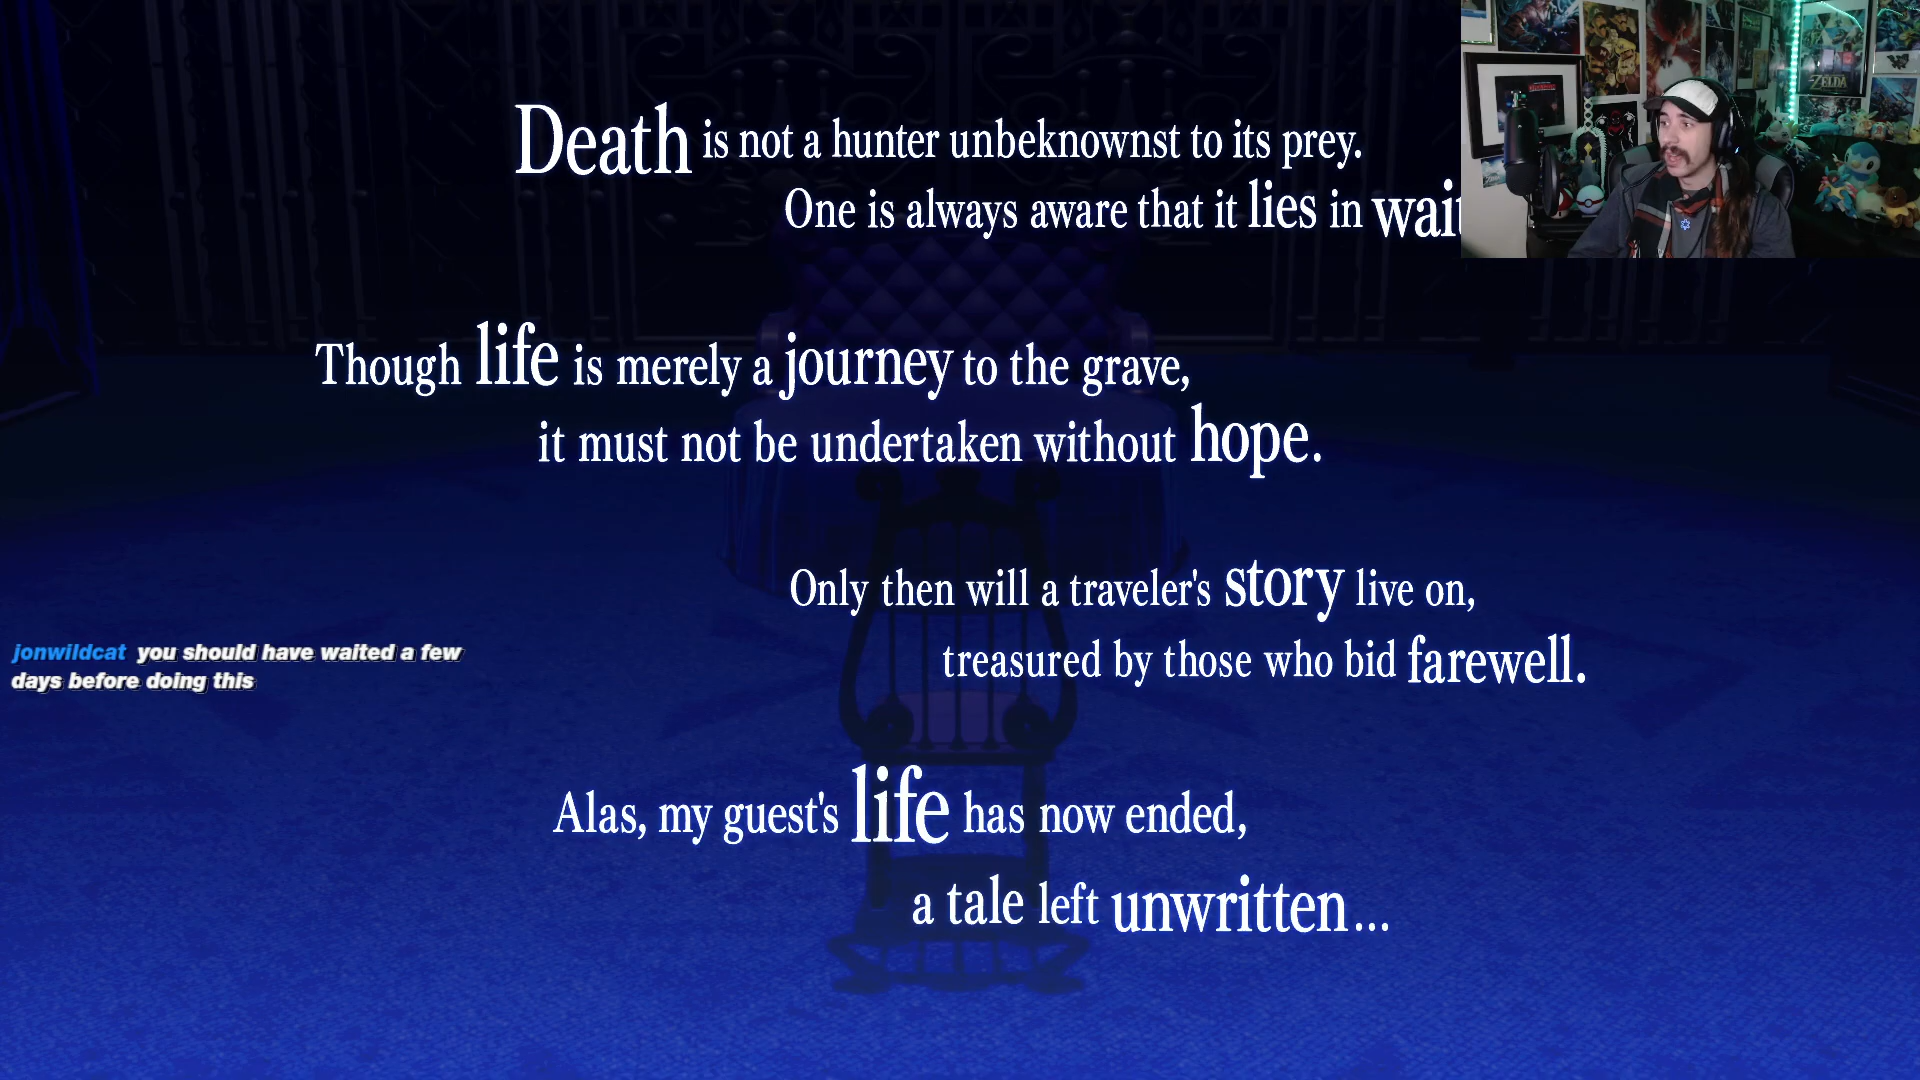 Death is not a hunter unbeknownst to its prey.
One is always aware that it lies in wait
Though life is merely a journey to the grave,
it must not be undertaken without hope.
Only then will a traveler's story live on,
treasured by those who bid farewell.
jonwildcat you should have waited a few
days before doing this
Alas, my guest's life has now ended,
a tale left unwritten...
ZELDA